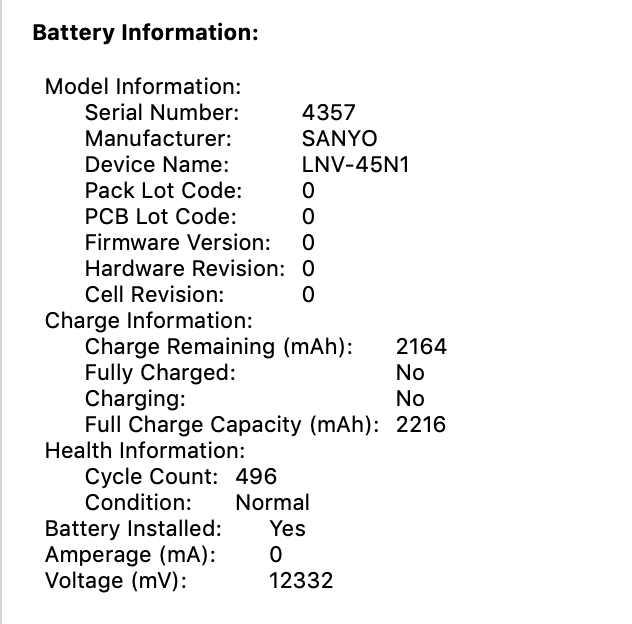 Battery Information:
Model Information:
Serial Number: 4357
Manufacturer: SANYO
Device Name: LNV-45N1
Pack Lot Code: 0
PCB Lot Code: 0
Firmware Version: 0
Hardware Revision: 0
Cell Revision: 0
Charge Information:
Charge Remaining (mAh): 2164
Fully Charged: No
Charging: No
Full Charge Capacity (mAh): 2216
Health Information:
Cycle Count: 496
Condition: Normal
Battery Installed: Yes
Amperage (mA): 0
Voltage (mV): 12332